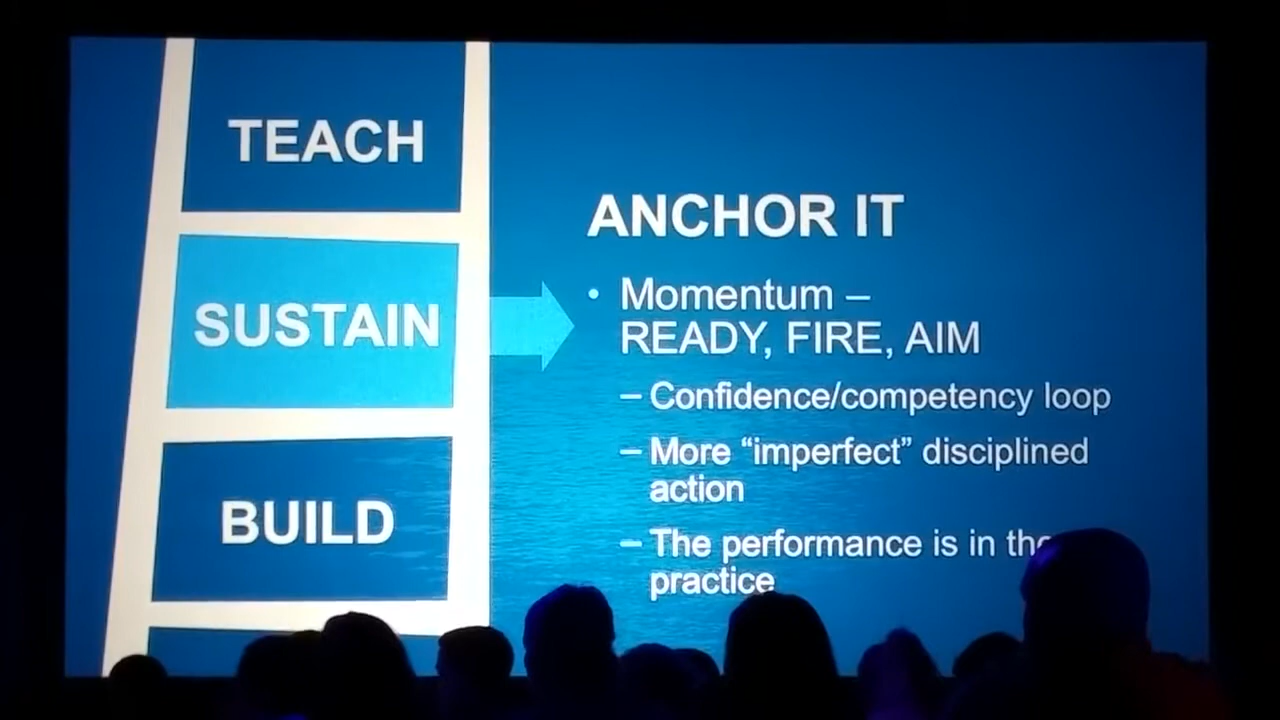 TEACH
SUSTAIN
BUILD
ANCHOR IT
• Momentum –
READY, FIRE, AIM
– Confidence/competency loop
– More “imperfect” disciplined
action
– The performance is in the
practice